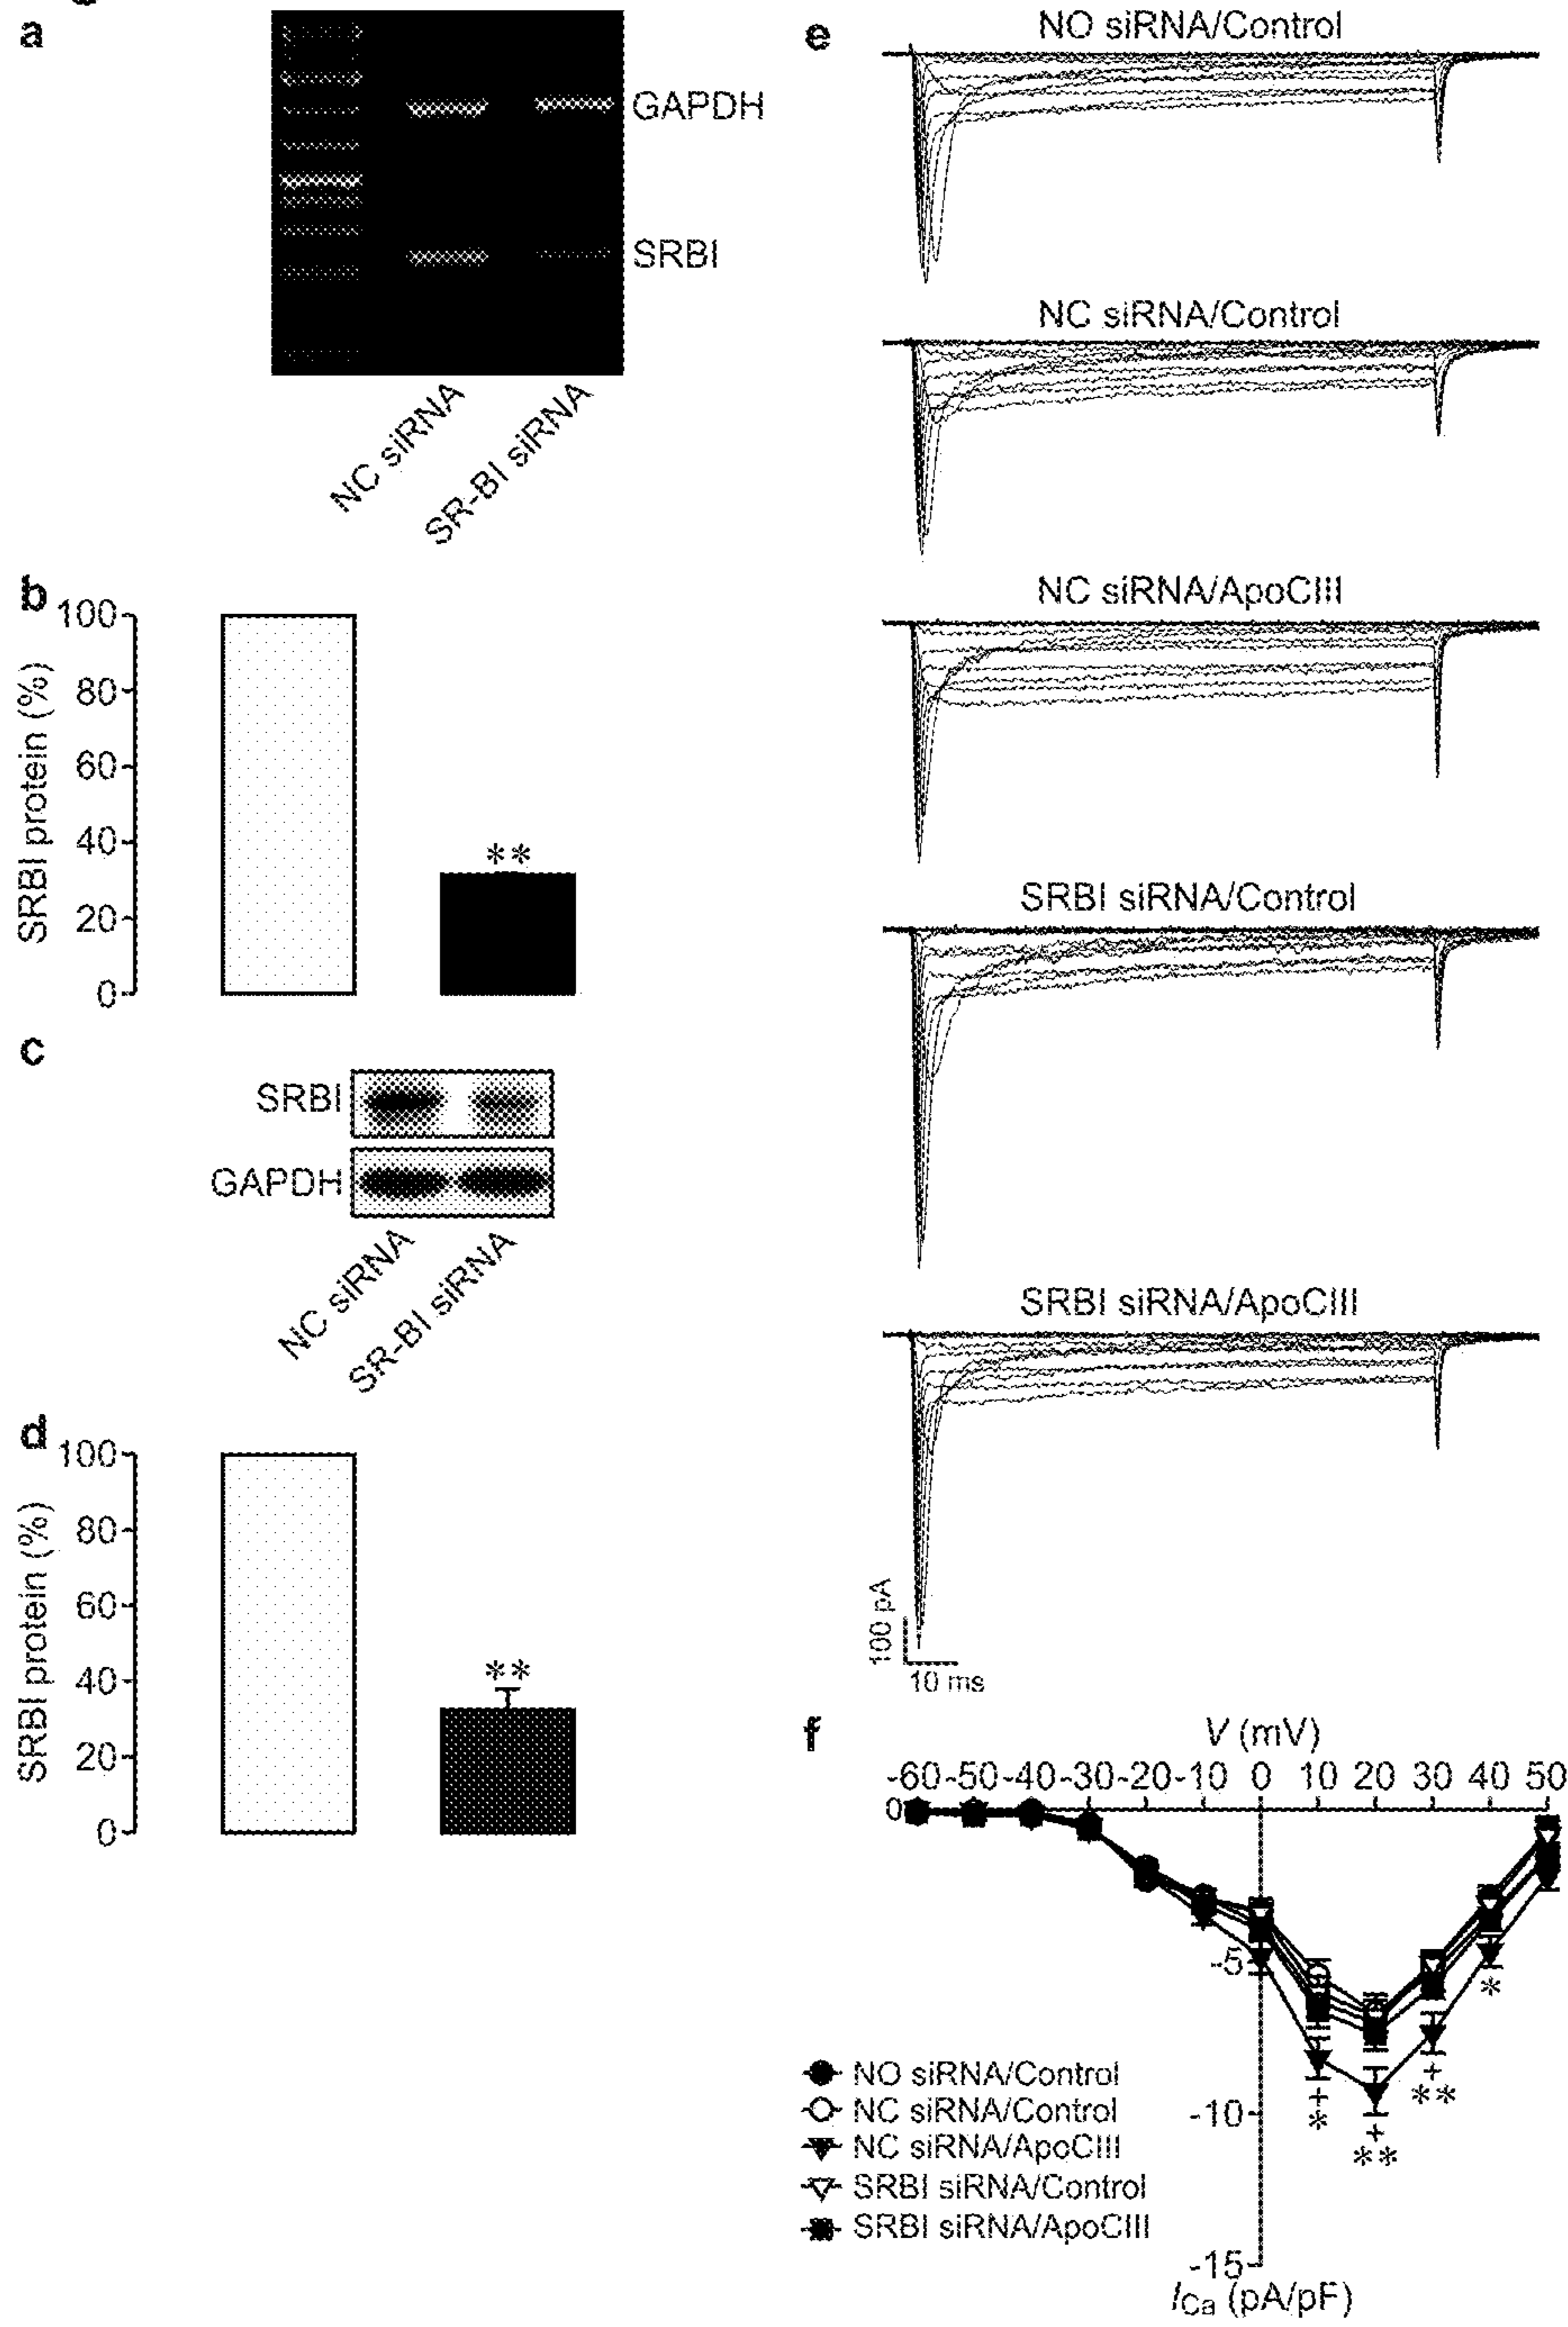 a
GAPDH
SRBI
NC siRNA
SR-BI siRNA
b
SRBI protein (%)
100
80
60
40
20
0
**
c
SRBI
GAPDH
NC siRNA
SR-BI siRNA
d
SRBI protein (%)
100
80
60
40
20
0
**
e
NO siRNA/Control
NC siRNA/Control
NC siRNA/ApoCIII
SRBI siRNA/Control
SRBI siRNA/ApoCIII
100 pA
10 ms
f
V (mV)
-60 -50 -40 -30 -20 -10 0 10 20 30 40 50
0
-5
-10
-15
+
*
+
**
+
**
*
NO siRNA/Control
NC siRNA/Control
NC siRNA/ApoCIII
SRBI siRNA/Control
SRBI siRNA/ApoCIII
ICa (pA/pF)